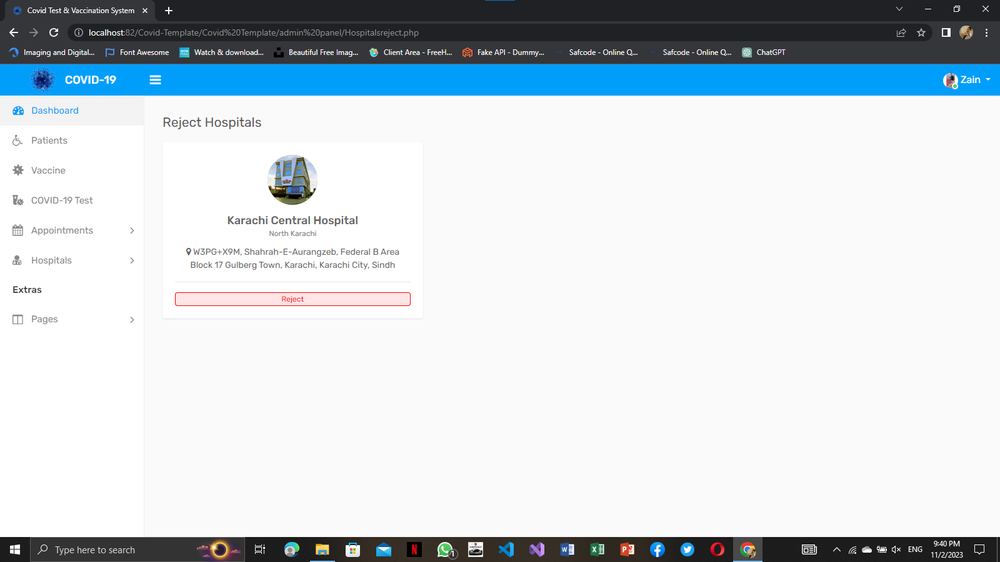 Covid Test & Vaccination System
localhost:82/Covid-Template/Covid%20Template/admin%20panel/Hospitalsreject.php
Imaging and Digital... Font Awesome Watch & download... Beautiful Free Imag... Client Area - FreeH... Fake API - Dummy... Safcode - Online Q... Safcode - Online Q... ChatGPT
COVID-19
Zain
Dashboard
Patients
Vaccine
COVID-19 Test
Appointments
Hospitals
Extras
Pages
Reject Hospitals
Karachi Central Hospital
North Karachi
W3PG+X9M, Shahrah-E-Aurangzeb, Federal B Area
Block 17 Gulberg Town, Karachi, Karachi City, Sindh
Reject
Type here to search
1
ENG
9:40 PM
11/2/2023